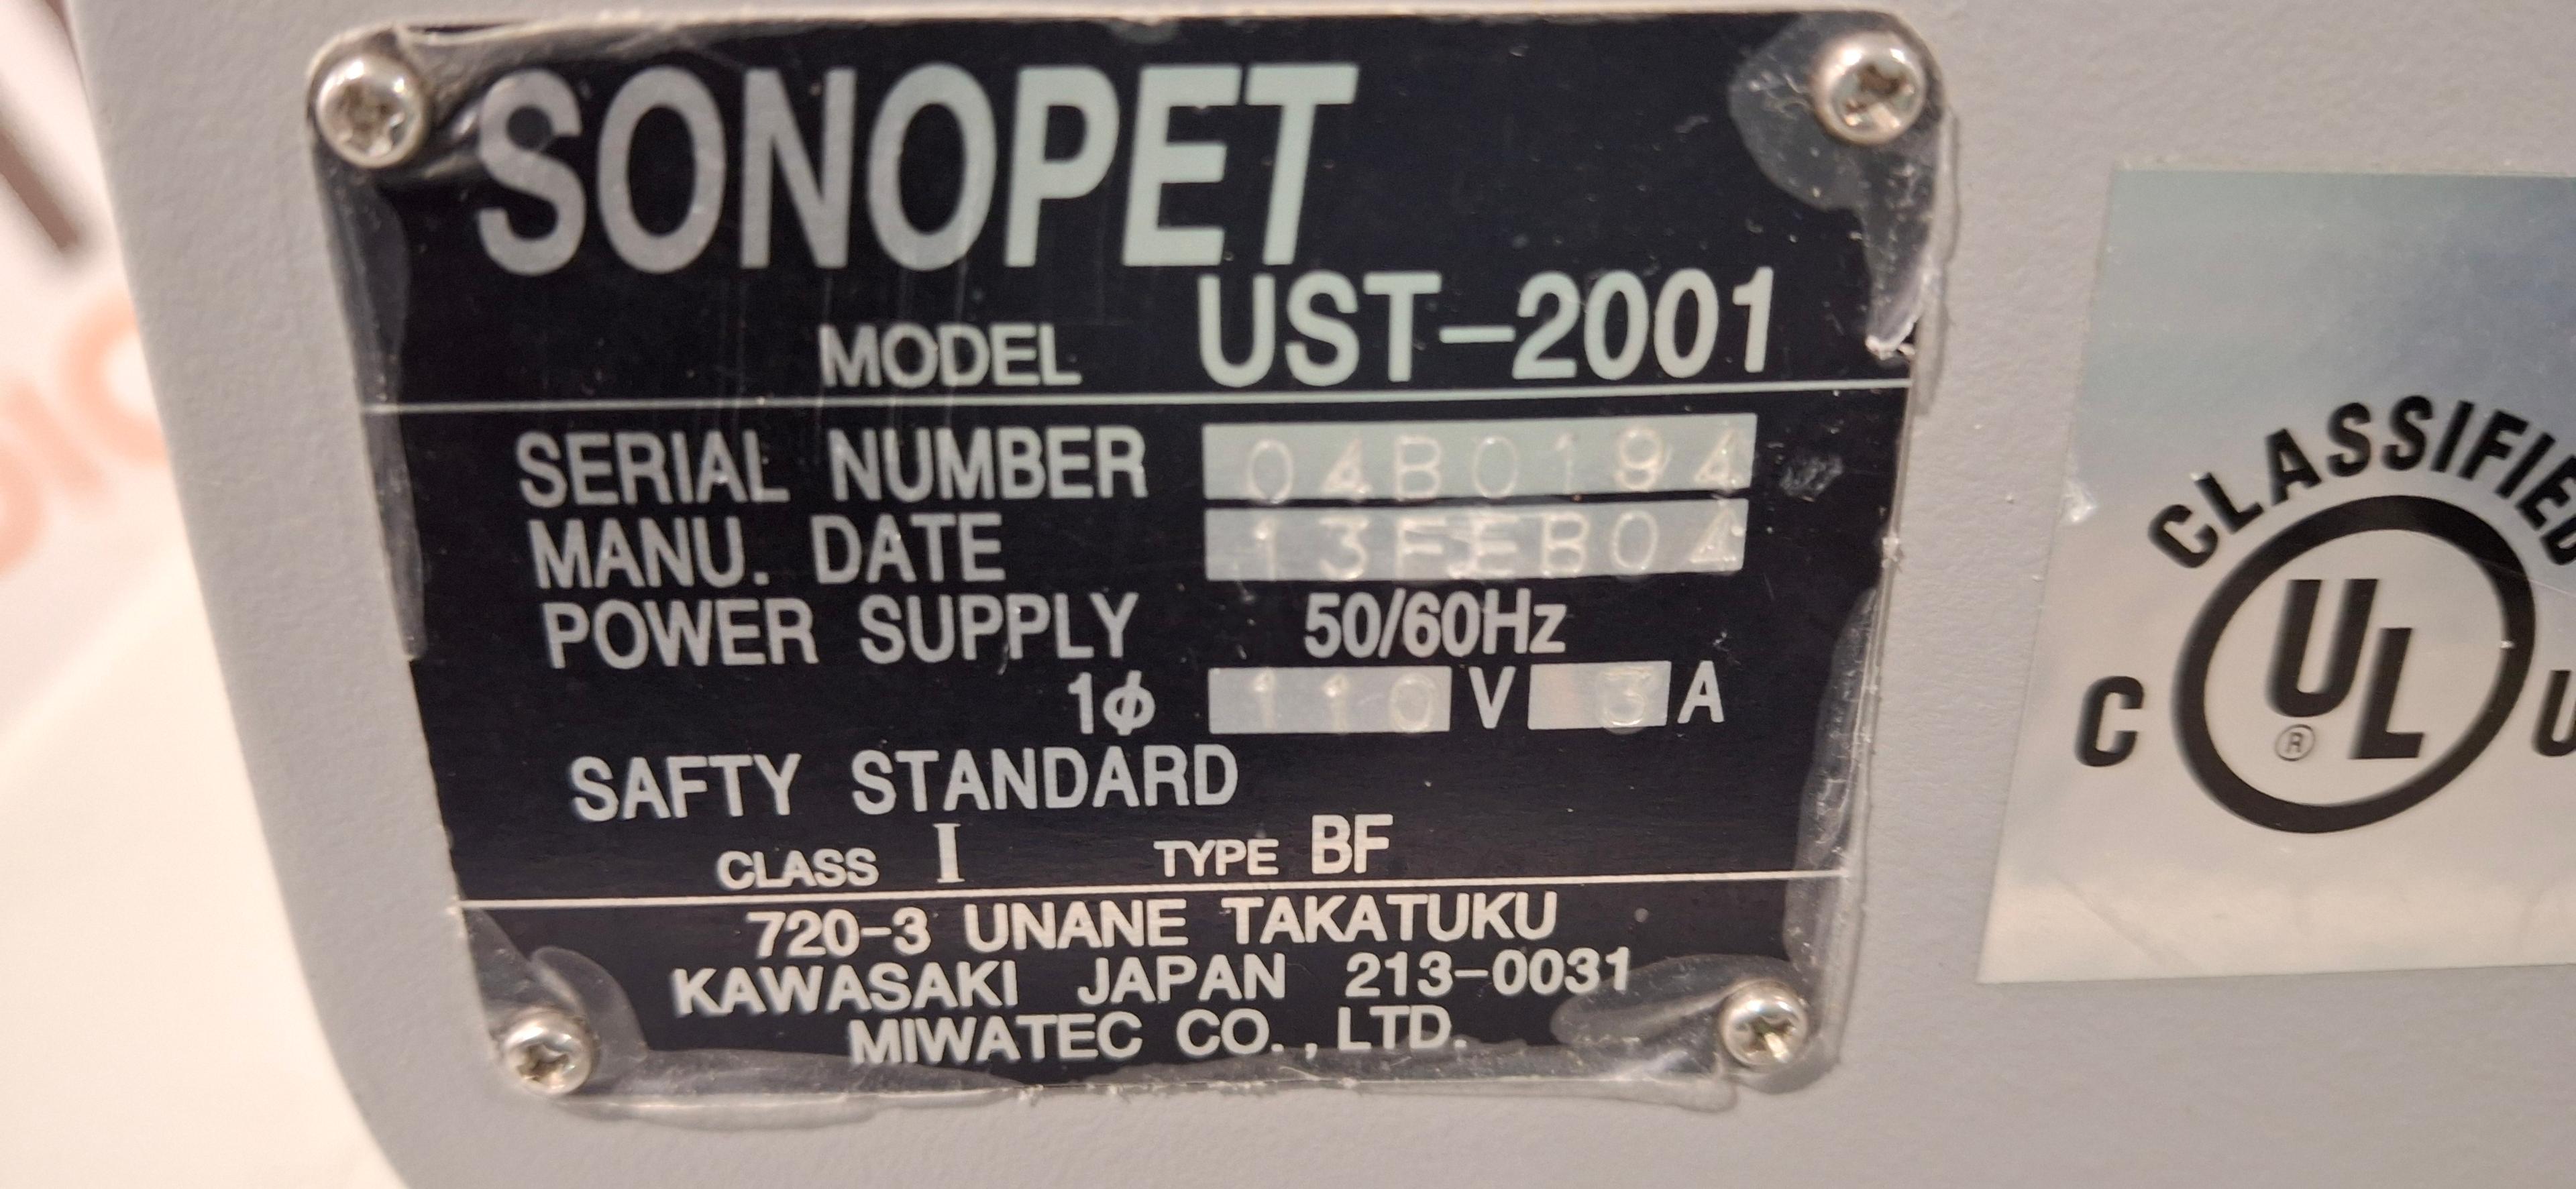 SONOPET
MODEL UST-2001
SERIAL NUMBER 04B0194
MANU. DATE 13FEB04
POWER SUPPLY 50/60Hz
1ϕ 110 V 3 A
SAFTY STANDARD
CLASS I TYPE BF
720-3 UNANE TAKATUKU
KAWASAKI JAPAN 213-0031
MIWATEC CO., LTD.
CLASSIFIED
C UL® U